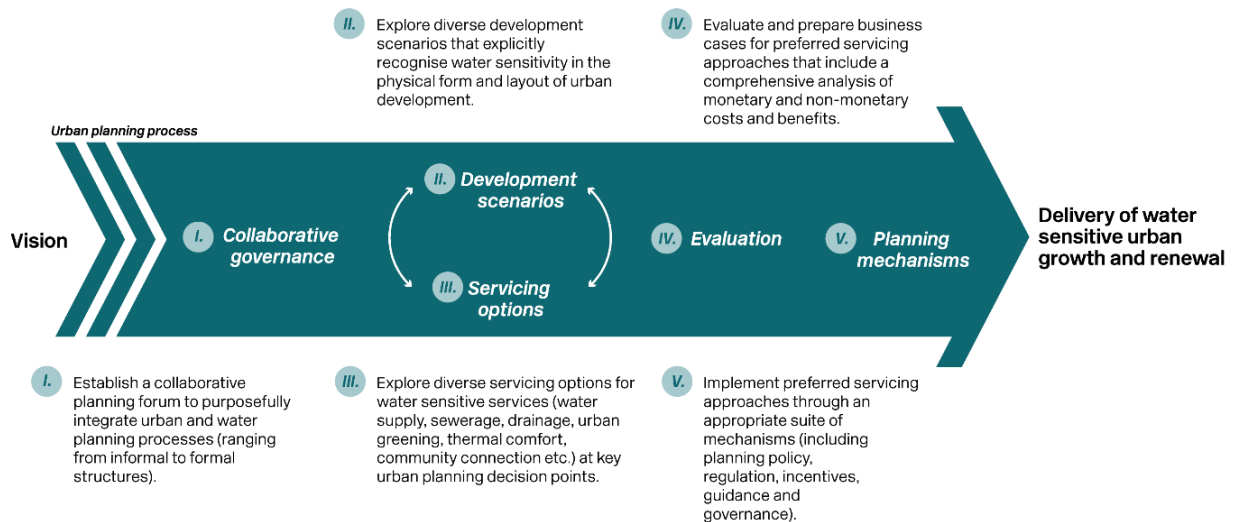 II. Explore diverse development
scenarios that explicitly
recognise water sensitivity in the
physical form and layout of urban
development.
IV. Evaluate and prepare business
cases for preferred servicing
approaches that include a
comprehensive analysis of
monetary and non-monetary
costs and benefits.
Urban planning process
Vision
I. Collaborative
governance
II. Development
scenarios
III. Servicing
options
IV. Evaluation
V. Planning
mechanisms
Delivery of water
sensitive urban
growth and renewal
I. Establish a collaborative
planning forum to purposefully
integrate urban and water
planning processes (ranging
from informal to formal
structures).
III. Explore diverse servicing options for
water sensitive services (water
supply, sewerage, drainage, urban
greening, thermal comfort,
community connection etc.) at key
urban planning decision points.
V. Implement preferred servicing
approaches through an
appropriate suite of
mechanisms (including
planning policy,
regulation, incentives,
guidance and
governance).